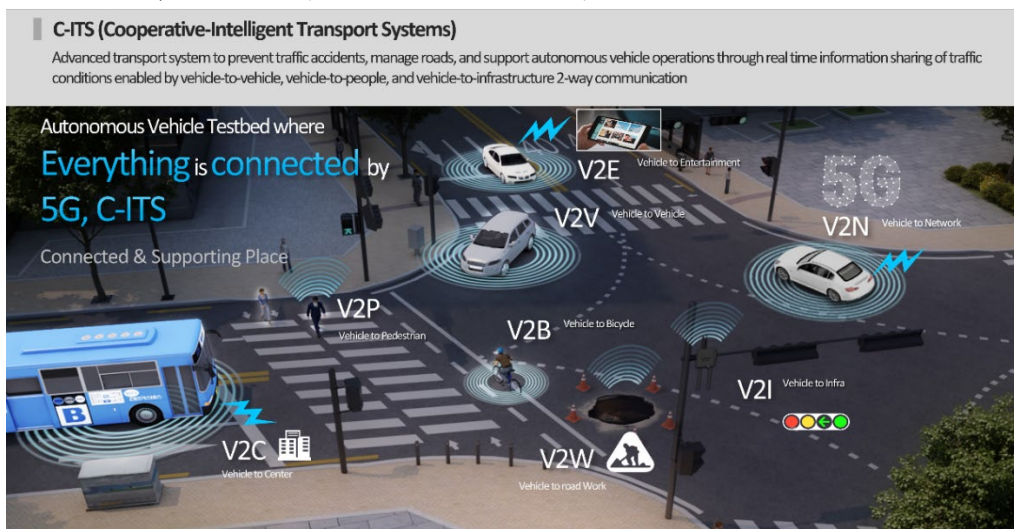 C-ITS (Cooperative-Intelligent Transport Systems)
Advanced transport system to prevent traffic accidents, manage roads, and support autonomous vehicle operations through real time information sharing of traffic
conditions enabled by vehicle-to-vehicle, vehicle-to-people, and vehicle-to-infrastructure 2-way communication
Autonomous Vehicle Testbed where
Everything is connected by
5G, C-ITS
Connected & Supporting Place
V2E Vehicle to Entertainment
5G
V2V Vehicle to Vehicle
V2N Vehicle to Network
V2P
Vehicle to Pedestrian
V2B Vehicle to Bicycle
V2I Vehicle to Infra
B
V2C
Vehicle to Center
V2W
Vehicle to road Work